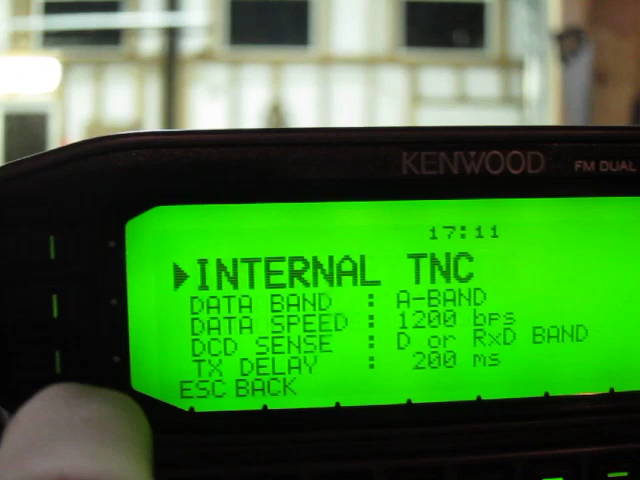 KENWOOD FM DUAL
17:11
▶INTERNAL TNC
DATA BAND : A-BAND
DATA SPEED : 1200 bps
DCD SENSE : D or RxD BAND
TX DELAY : 200 ms
ESC BACK